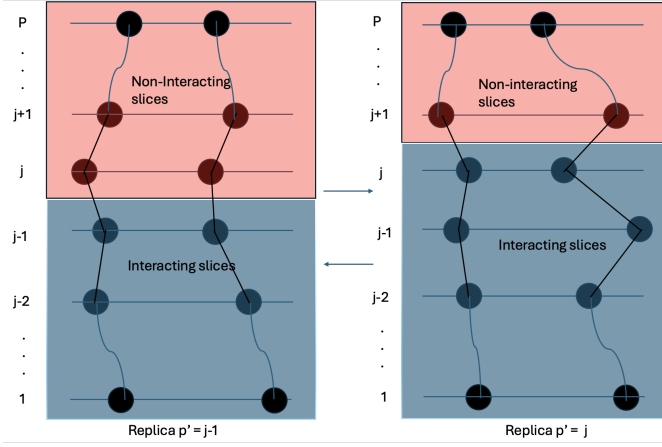 P
.
.
.
j+1
j
j-1
j-2
.
.
.
1
Non-Interacting
slices
Interacting slices
Replica p' = j-1
P
.
.
.
j+1
j
j-1
j-2
.
.
.
1
Non-interacting
slices
Interacting slices
Replica p' = j